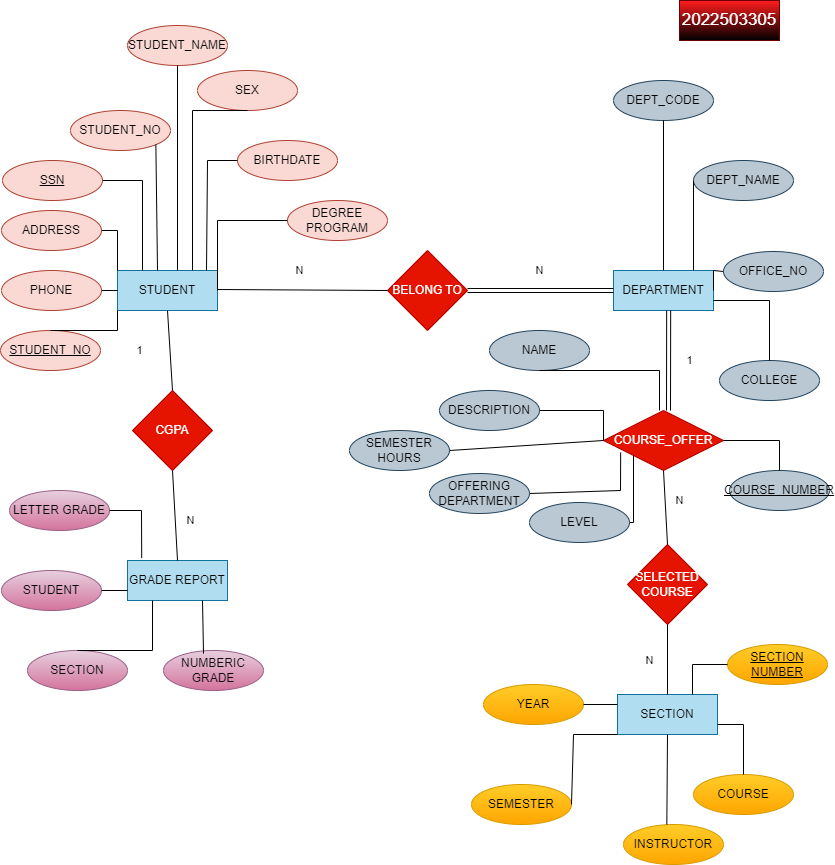 2022503305
STUDENT_NAME
SEX
DEPT_CODE
STUDENT_NO
BIRTHDATE
SSN
DEPT_NAME
ADDRESS
DEGREE
PROGRAM
N
N
OFFICE_NO
PHONE
STUDENT
BELONG TO
DEPARTMENT
STUDENT_NO
1
NAME
1
COLLEGE
DESCRIPTION
CGPA
SEMESTER
HOURS
COURSE_OFFER
OFFERING
DEPARTMENT
COURSE_NUMBER
LETTER GRADE
N
LEVEL
N
STUDENT
GRADE REPORT
SELECTED
COURSE
SECTION
NUMBERIC
GRADE
N
SECTION
NUMBER
YEAR
SECTION
SEMESTER
COURSE
INSTRUCTOR